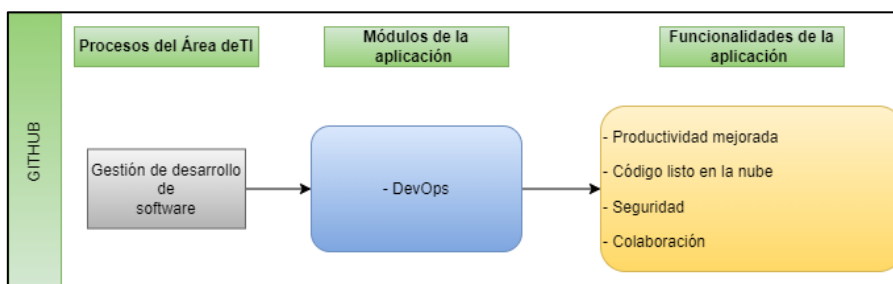 GITHUB
Procesos del Área deTI
Módulos de la
aplicación
Funcionalidades de la
aplicación
Gestión de desarrollo
de
software
- DevOps
- Productividad mejorada
- Código listo en la nube
- Seguridad
- Colaboración